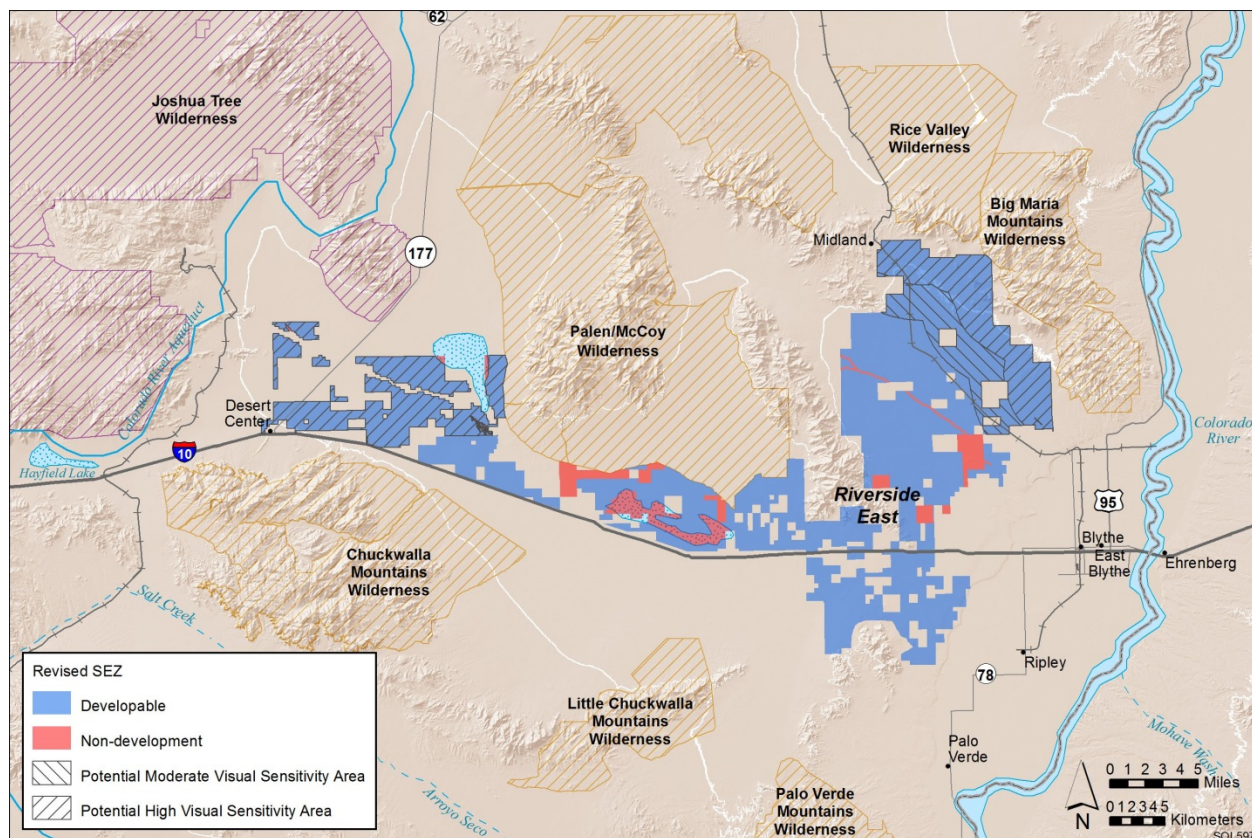 62
Joshua Tree
Wilderness
Rice Valley
Wilderness
Big Maria
Mountains
Wilderness
Midland
177
Palen/McCoy
Wilderness
Colorado River Aqueduct
Desert
Center
10
Hayfield Lake
Colorado
River
Riverside
East
95
Blythe
East
Blythe
Ehrenberg
Chuckwalla
Mountains
Wilderness
Salt Creek
Ripley
78
Little Chuckwalla
Mountains
Wilderness
Palo
Verde
Mohave Wash
Arroyo Seco
Palo Verde
Mountains
Wilderness
Revised SEZ
Developable
Non-development
Potential Moderate Visual Sensitivity Area
Potential High Visual Sensitivity Area
0 1 2 3 4 5
Miles
0 1 2 3 4 5
Kilometers
N